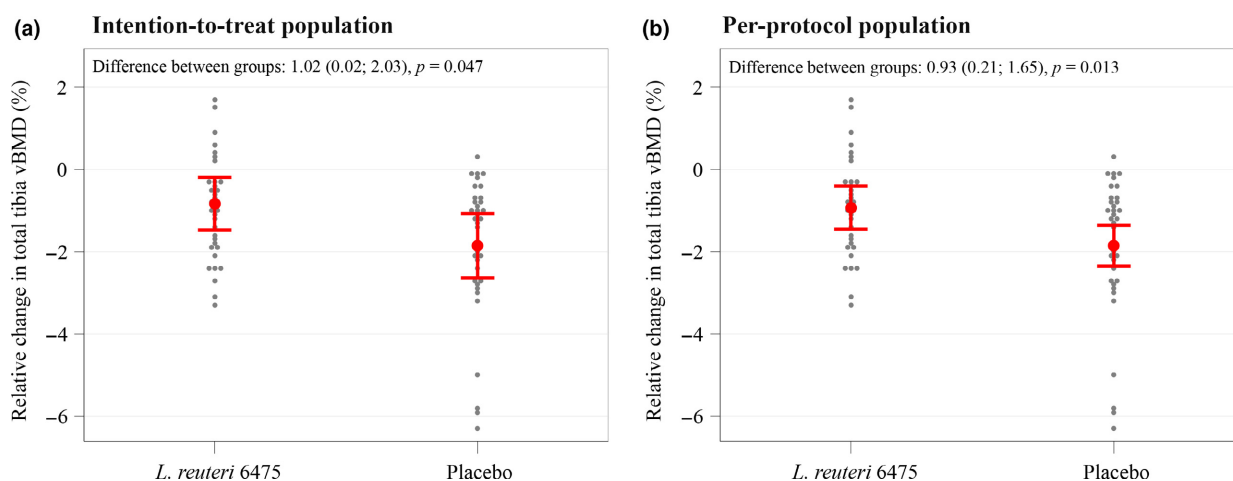 (a) Intention-to-treat population
Difference between groups: 1.02 (0.02; 2.03), p = 0.047
Relative change in total tibia vBMD (%)
2
0
−2
−4
−6
L. reuteri 6475 Placebo
(b) Per-protocol population
Difference between groups: 0.93 (0.21; 1.65), p = 0.013
Relative change in total tibia vBMD (%)
2
0
−2
−4
−6
L. reuteri 6475 Placebo